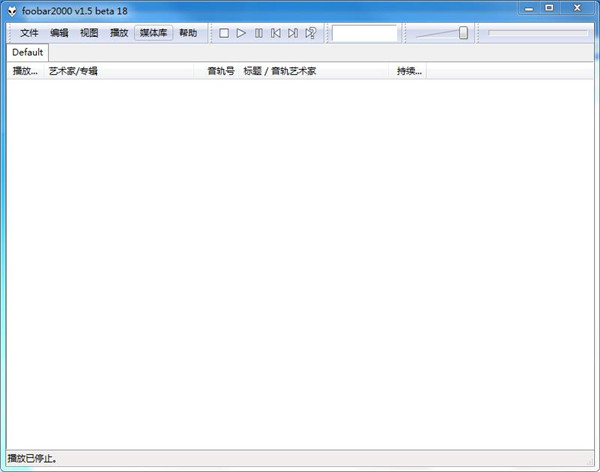 foobar2000 v1.5 beta 18
文件 编辑 视图 播放 媒体库 帮助
Default
播放... 艺术家/专辑 音轨号 标题 / 音轨艺术家 持续...
播放已停止。